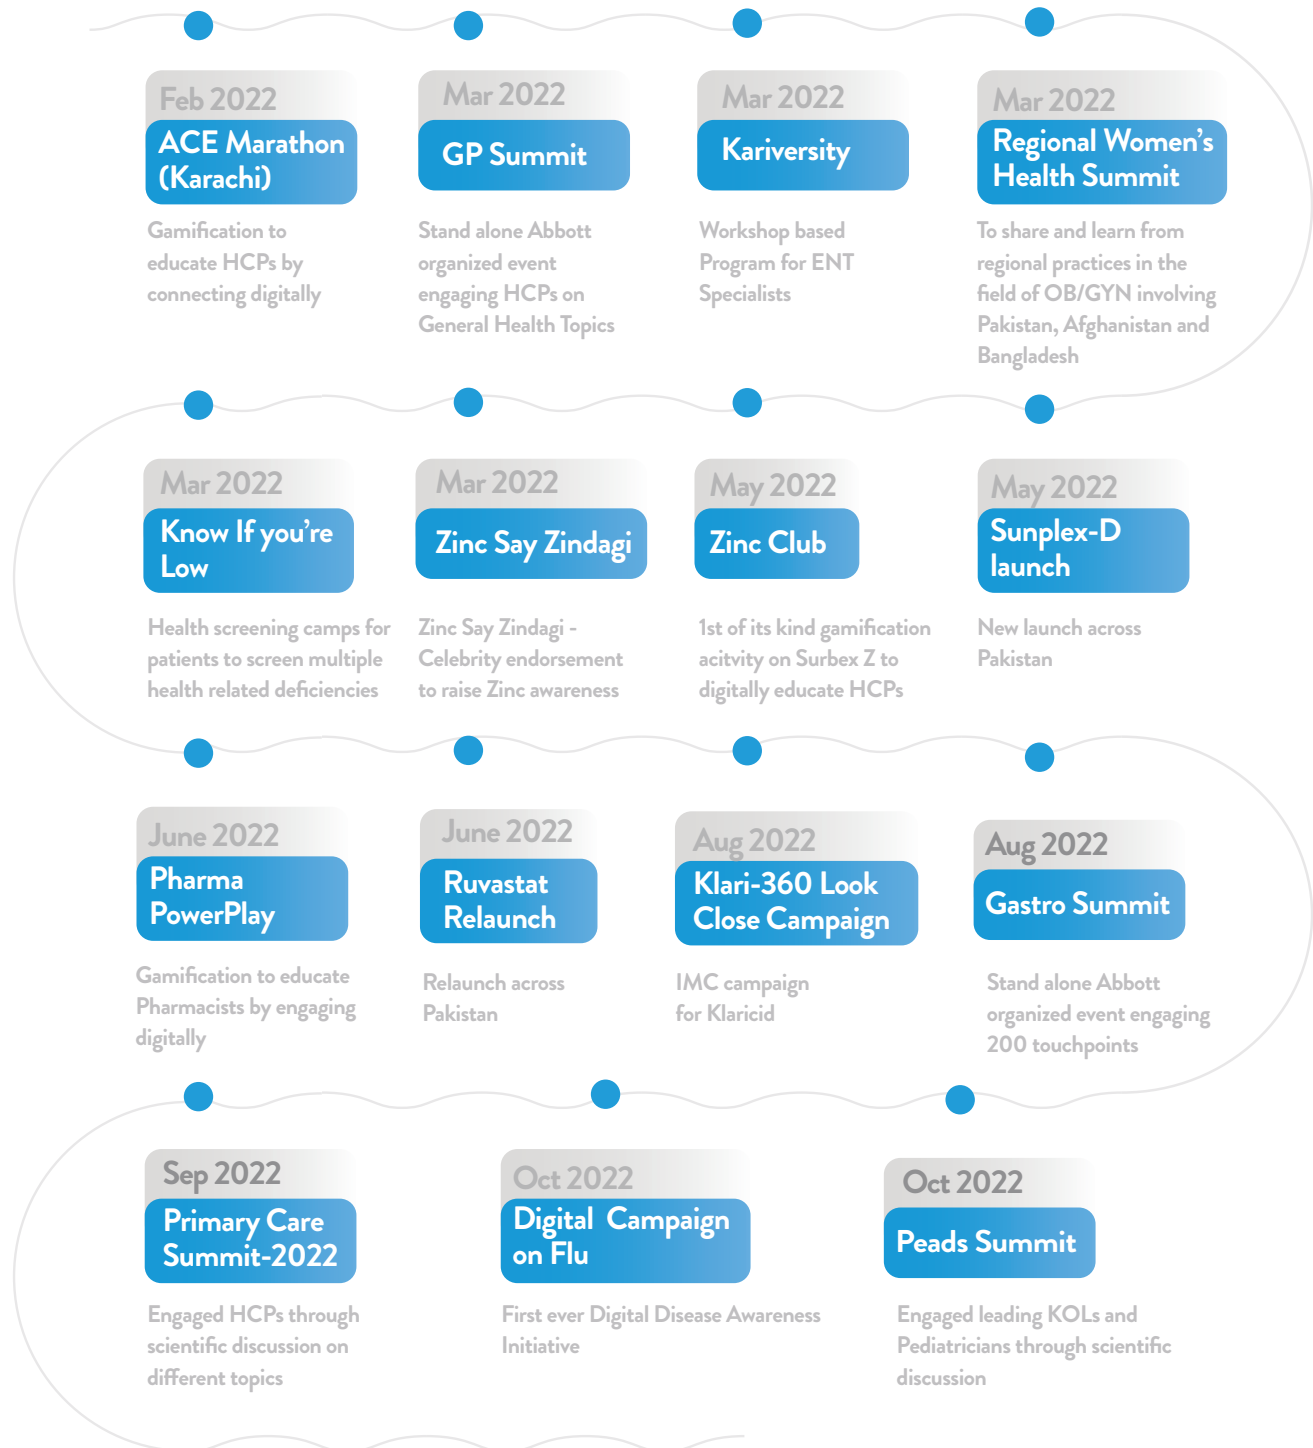 Feb 2022
ACE Marathon
(Karachi)
Gamification to
educate HCPs by
connecting digitally
Mar 2022
GP Summit
Stand alone Abbott
organized event
engaging HCPs on
General Health Topics
Mar 2022
Kariversity
Workshop based
Program for ENT
Specialists
Mar 2022
Regional Women's
Health Summit
To share and learn from
regional practices in the
field of OB/GYN involving
Pakistan, Afghanistan and
Bangladesh
Mar 2022
Know If you're
Low
Health screening camps for
patients to screen multiple
health related deficiencies
Mar 2022
Zinc Say Zindagi
Zinc Say Zindagi -
Celebrity endorsement
to raise Zinc awareness
May 2022
Zinc Club
1st of its kind gamification
acitvity on Surbex Z to
digitally educate HCPs
May 2022
Sunplex-D
launch
New launch across
Pakistan
June 2022
Pharma
PowerPlay
Gamification to educate
Pharmacists by engaging
digitally
June 2022
Ruvastat
Relaunch
Relaunch across
Pakistan
Aug 2022
Klari-360 Look
Close Campaign
IMC campaign
for Klaricid
Aug 2022
Gastro Summit
Stand alone Abbott
organized event engaging
200 touchpoints
Sep 2022
Primary Care
Summit-2022
Engaged HCPs through
scientific discussion on
different topics
Oct 2022
Digital Campaign
on Flu
First ever Digital Disease Awareness
Initiative
Oct 2022
Peads Summit
Engaged leading KOLs and
Pediatricians through scientific
discussion